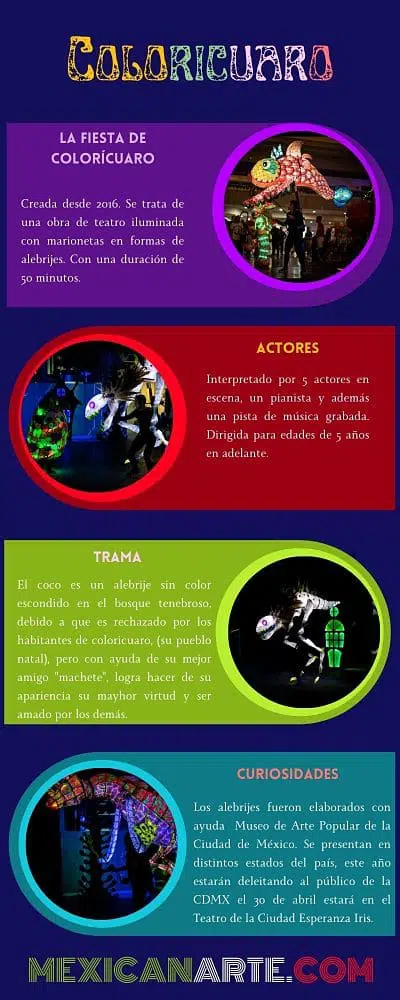 COLORICUARO
LA FIESTA DE
COLORÍCUARO
Creada desde 2016. Se trata de
una obra de teatro iluminada
con marionetas en formas de
alebrijes. Con una duración de
50 minutos.
ACTORES
Interpretado por 5 actores en
escena, un pianista y además
una pista de música grabada.
Dirigida para edades de 5 años
en adelante.
TRAMA
El coco es un alebrije sin color
escondido en el bosque tenebroso,
debido a que es rechazado por los
habitantes de coloricuaro, (su pueblo
natal), pero con ayuda de su mejor
amigo "machete", logra hacer de su
apariencia su mayhor virtud y ser
amado por los demás.
CURIOSIDADES
Los alebrijes fueron elaborados con
ayuda Museo de Arte Popular de la
Ciudad de México. Se presentan en
distintos estados del país, este año
estarán deleitando al público de la
CDMX el 30 de abril estará en el
Teatro de la Ciudad Esperanza Iris.
MEXICANARTE.COM